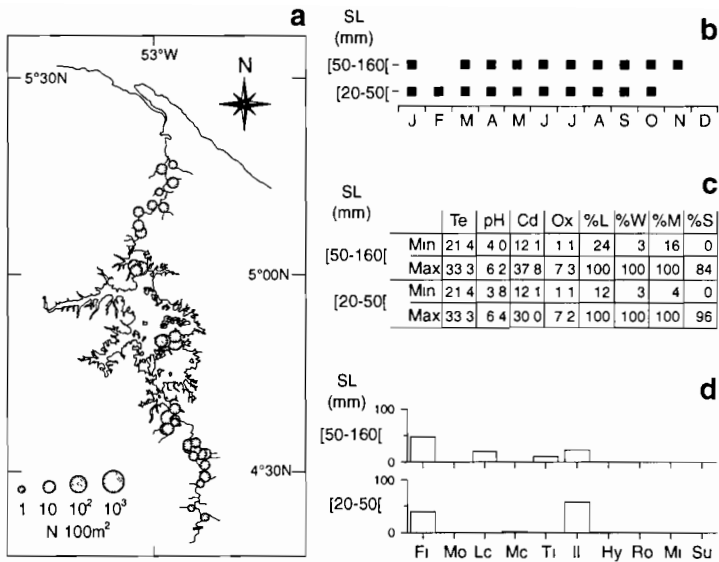 a
53°W
5°30N
N
5°00N
4°30N
1 10 10² 10³
N 100m²
b
SL
(mm)
[50-160[
[20-50[
J F M A M J J A S O N D
c
SL
(mm)
Te pH Cd Ox %L %W %M %S
[50-160[
Min 21 4 4 0 12 1 1 1 24 3 16 0
Max 33 3 6 2 37 8 7 3 100 100 100 84
[20-50[
Min 21 4 3 8 12 1 1 1 12 3 4 0
Max 33 3 6 4 30 0 7 2 100 100 100 96
d
SL
(mm)
100
[50-160[
0
100
[20-50[
0
Fı Mo Lc Mc Tı Il Hy Ro Mı Su